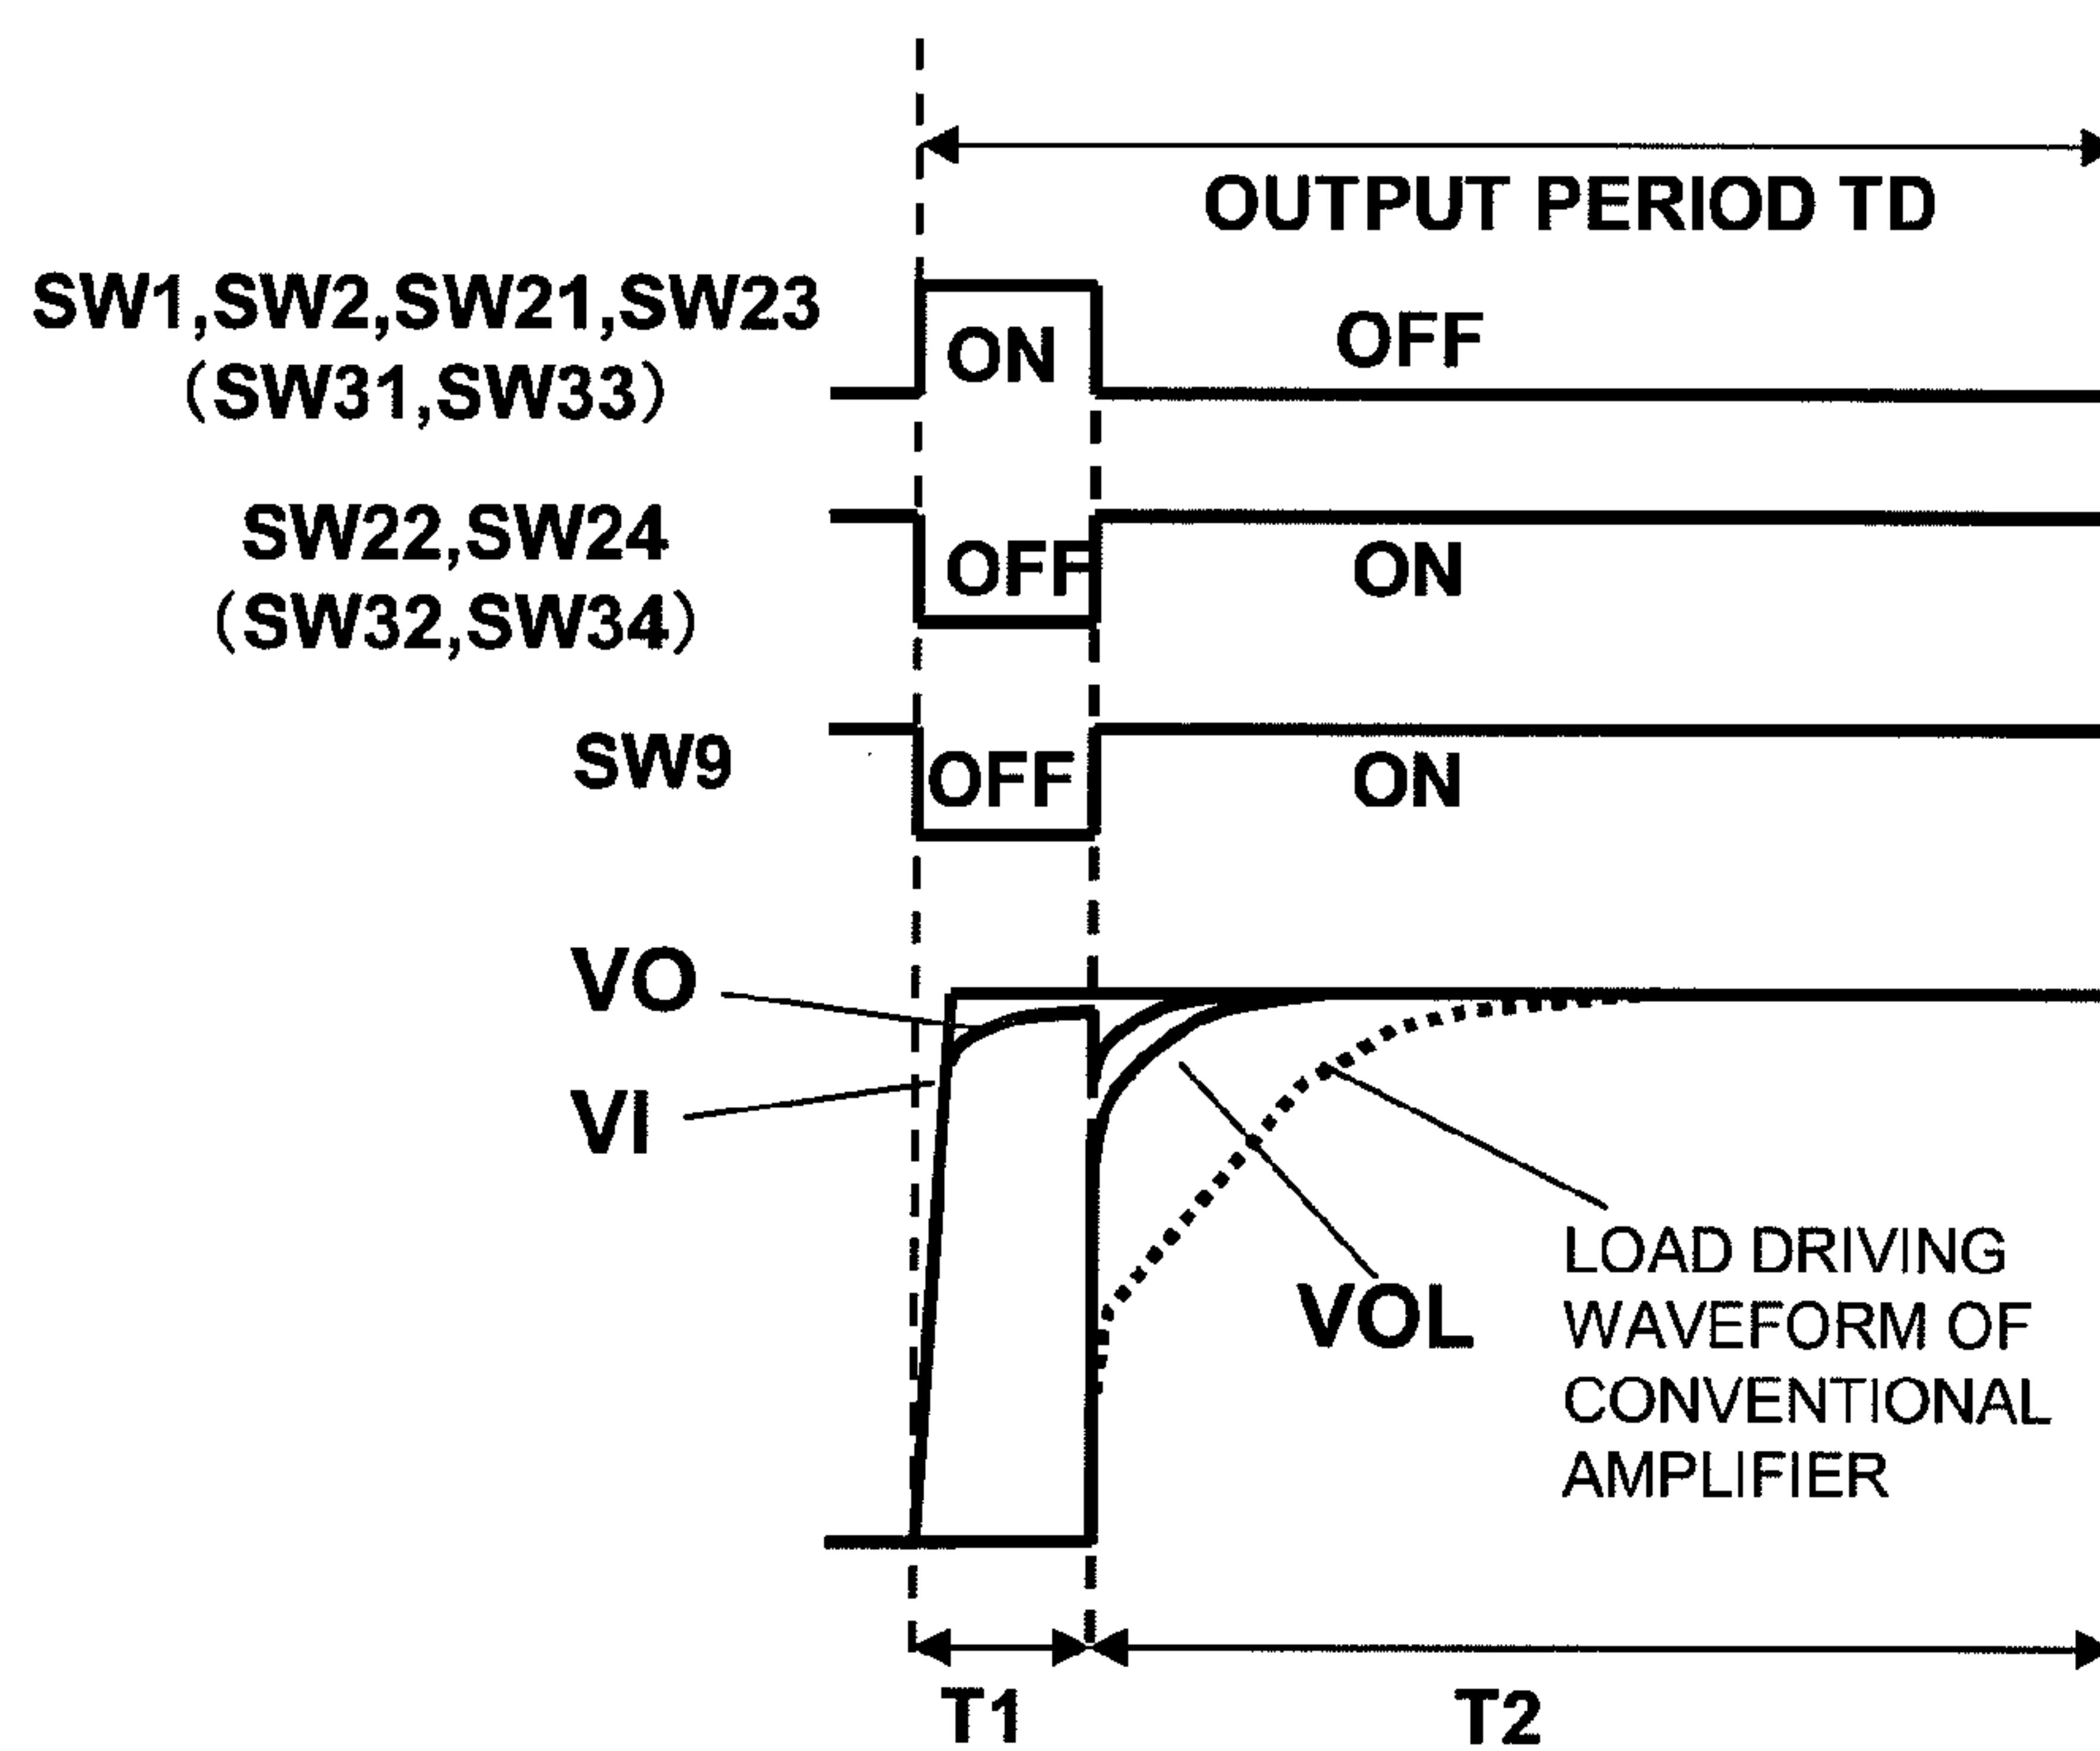 OUTPUT PERIOD TD
SW1,SW2,SW21,SW23
(SW31,SW33)
ON
OFF
SW22,SW24
(SW32,SW34)
OFF
ON
SW9
OFF
ON
VO
VI
VOL
LOAD DRIVING
WAVEFORM OF
CONVENTIONAL
AMPLIFIER
T1
T2